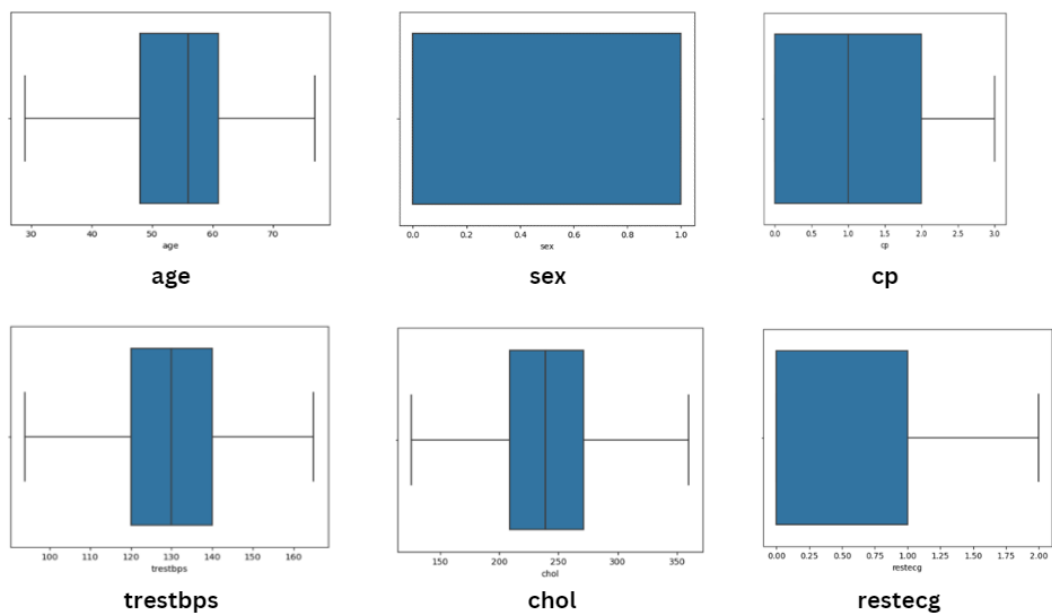 30 40 50 60 70
age
0.0 0.2 0.4 0.6 0.8 1.0
sex
0.0 0.5 1.0 1.5 2.0 2.5 3.0
cp
age
sex
cp
100 110 120 130 140 150 160
trestbps
150 200 250 300 350
chol
0.00 0.25 0.50 0.75 1.00 1.25 1.50 1.75 2.00
restecg
trestbps
chol
restecg